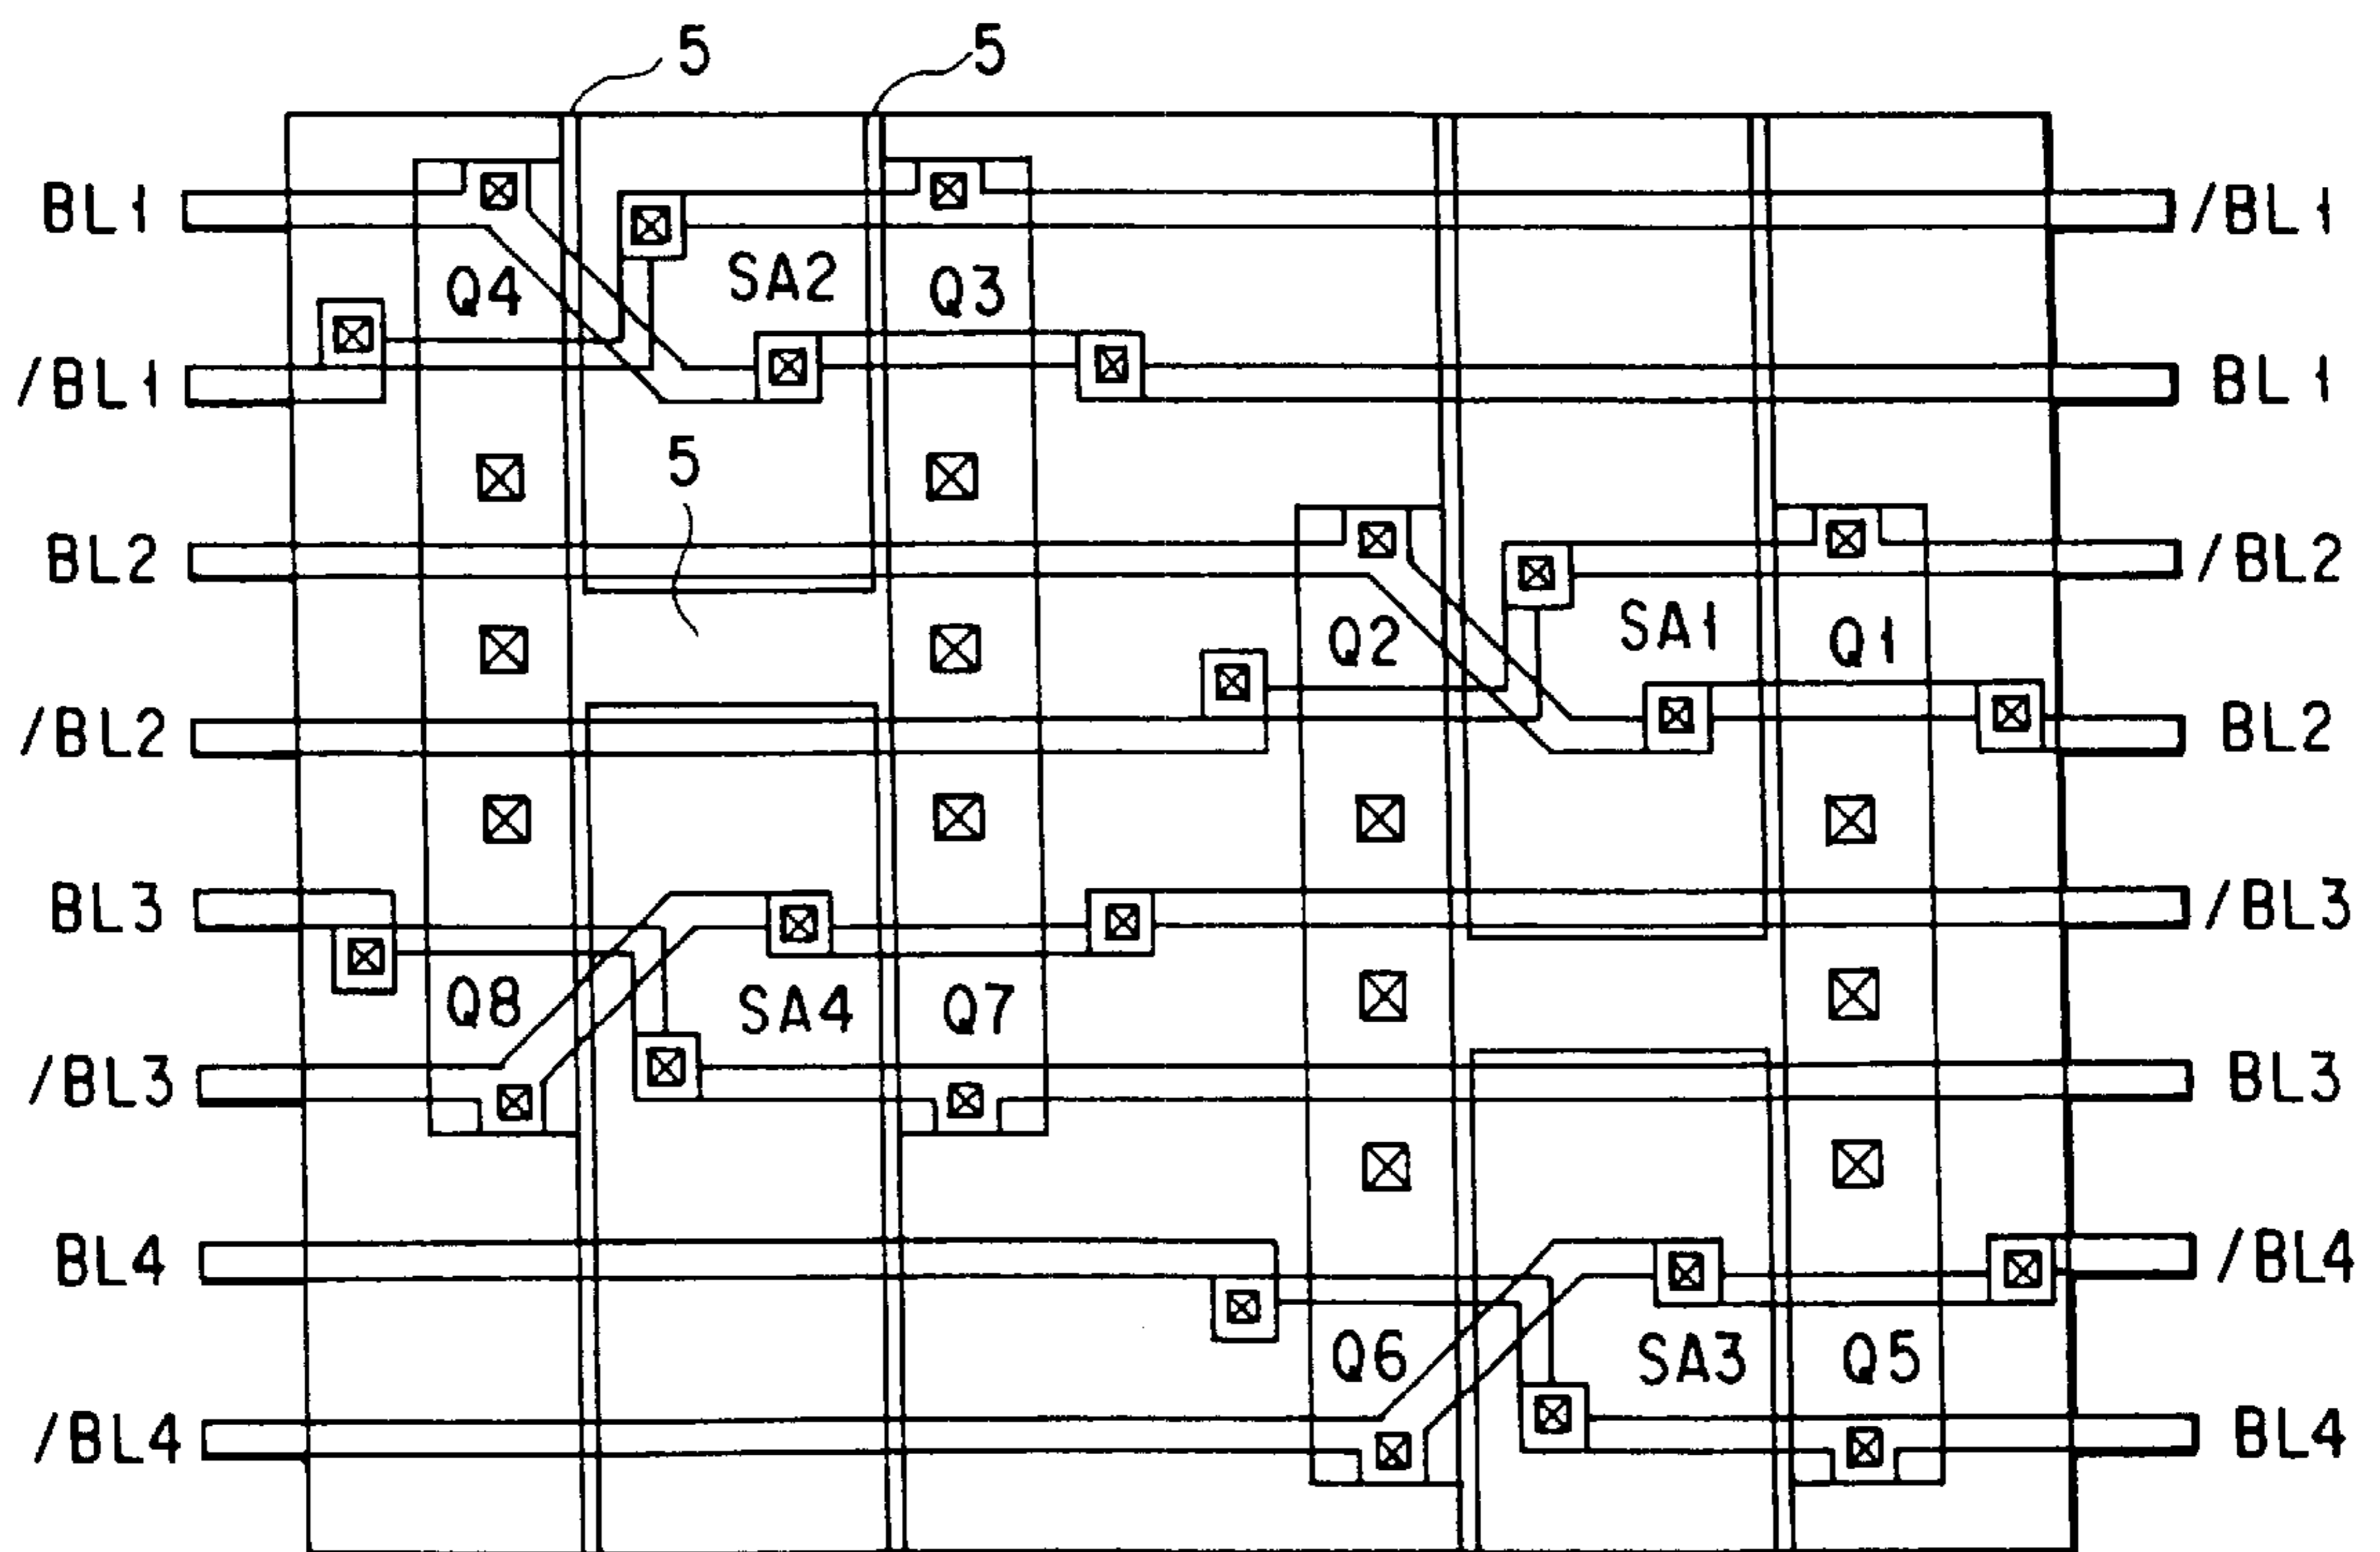 5 5
BL1 /BL1
Q4 SA2 Q3
/BL1 BL1
5
BL2 /BL2
Q2 SA1 Q1
/BL2 BL2
BL3 /BL3
Q8 SA4 Q7
/BL3 BL3
BL4 /BL4
Q6 SA3 Q5
/BL4 BL4